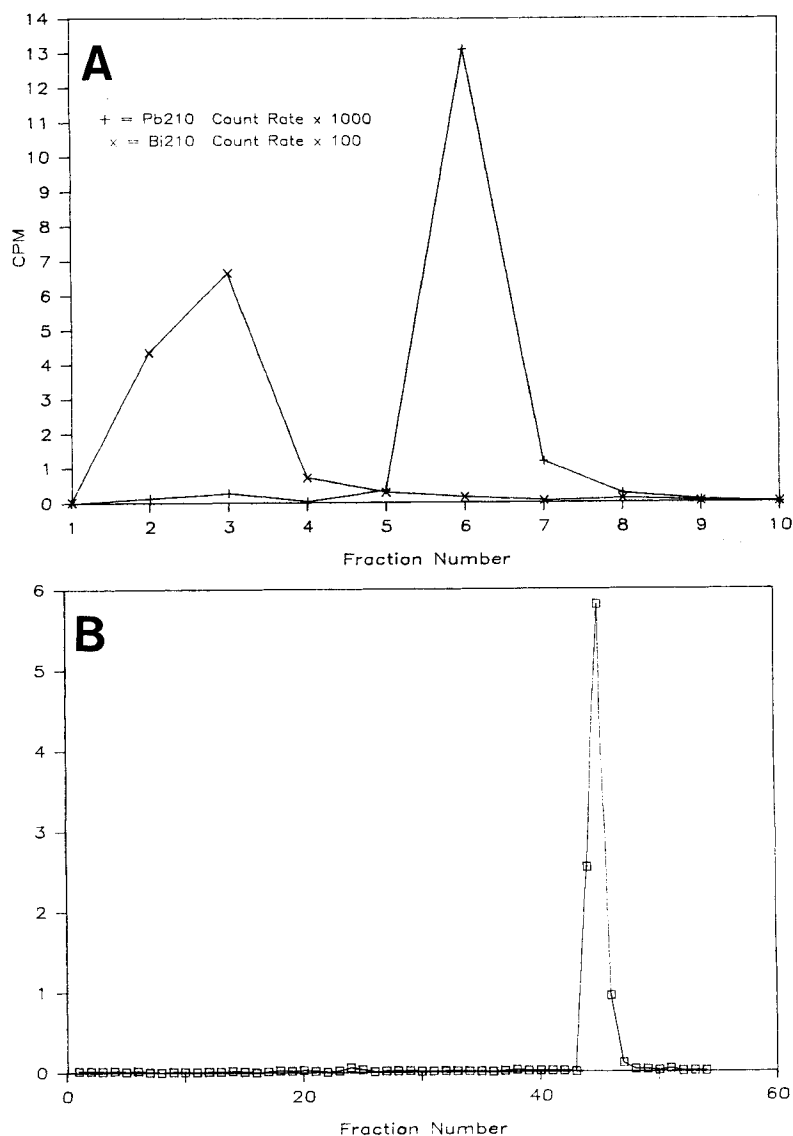 A
14
13
12
11
10
9
8
7
6
5
4
3
2
1
0
CPM
+ = Pb210 Count Rate x 1000
x = Bi210 Count Rate x 100
1 2 3 4 5 6 7 8 9 10
Fraction Number
B
6
5
4
3
2
1
0
0 20 40 60
Fraction Number